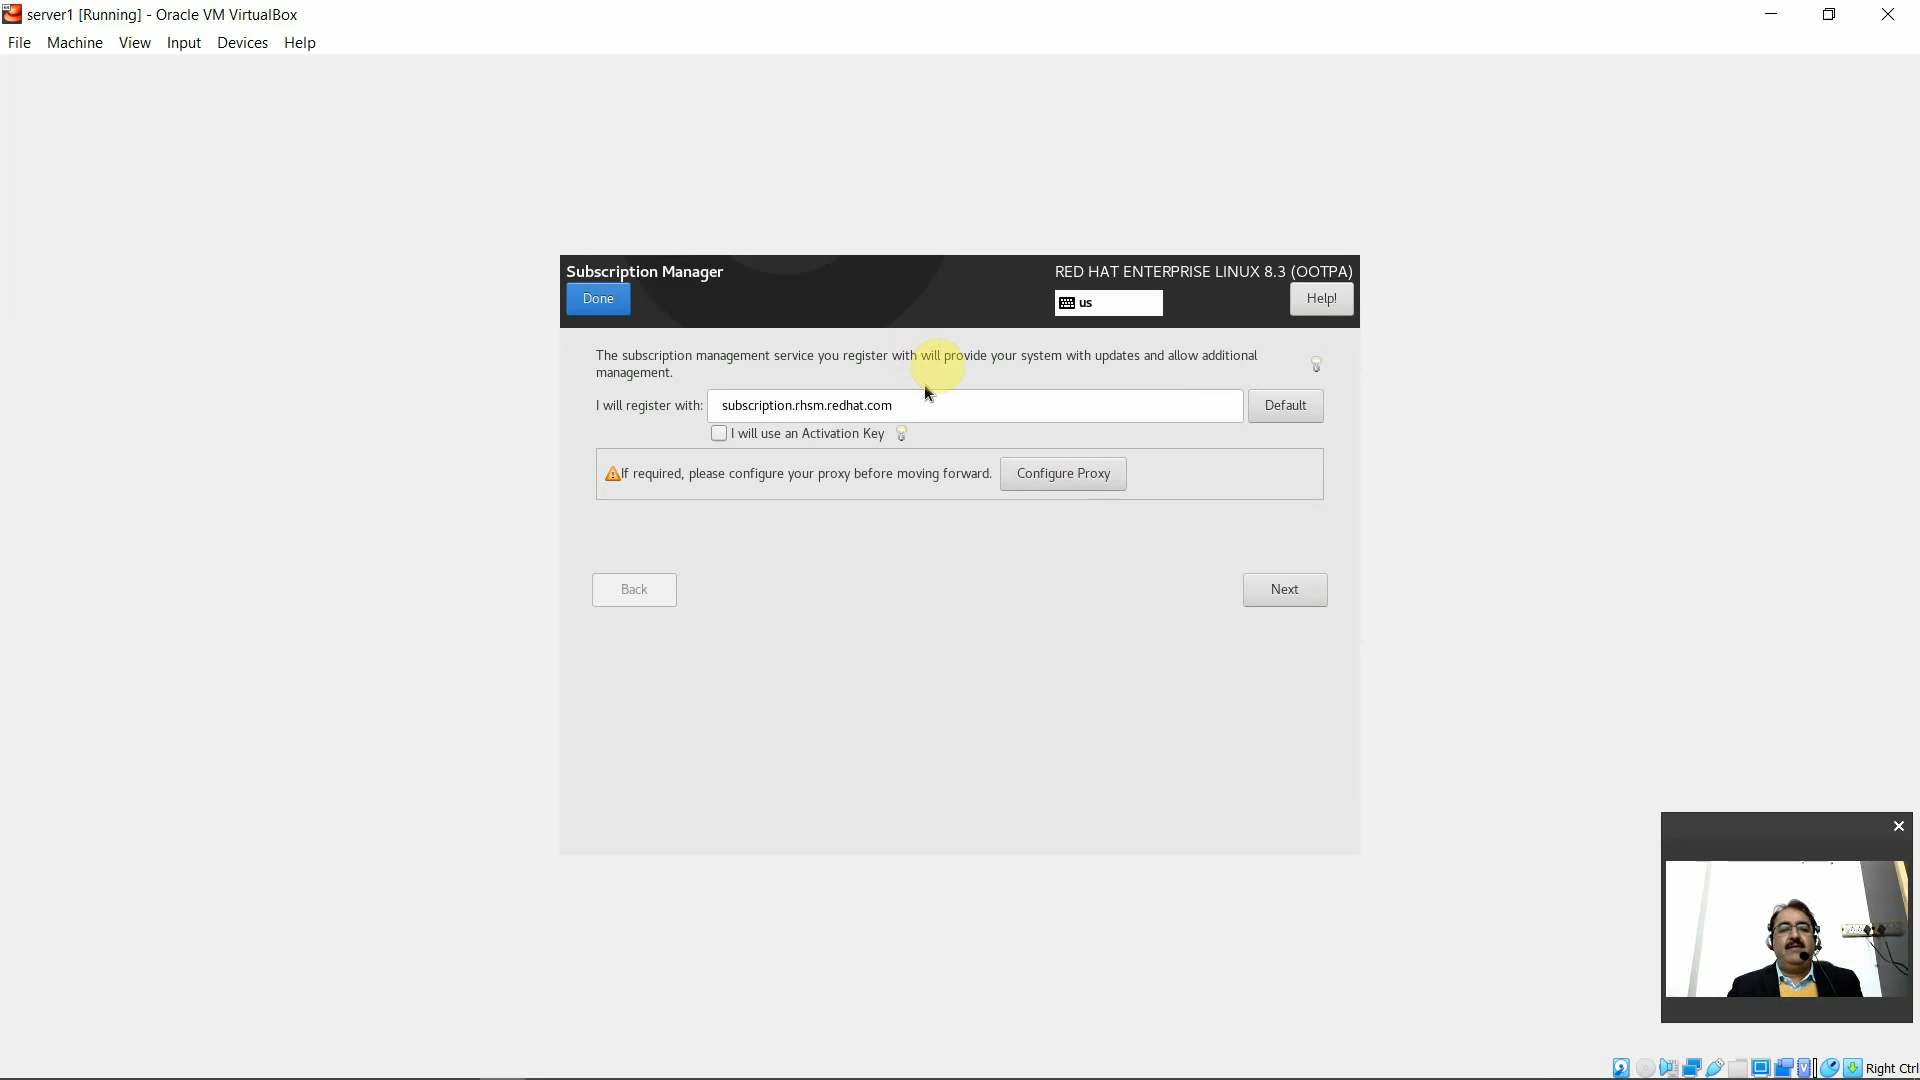 server1 [Running] - Oracle VM VirtualBox
File Machine View Input Devices Help
Subscription Manager
RED HAT ENTERPRISE LINUX 8.3 (OOTPA)
Done
us
Help!
The subscription management service you register with will provide your system with updates and allow additional
management.
I will register with: subscription.rhsm.redhat.com Default
I will use an Activation Key
If required, please configure your proxy before moving forward. Configure Proxy
Back
Next
Right Ctrl